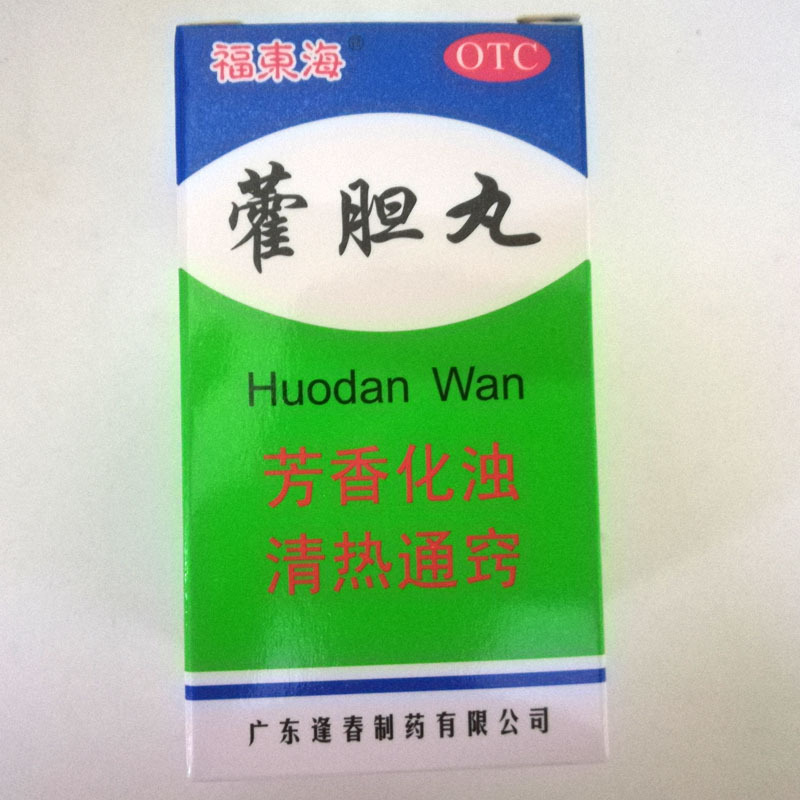 福東海®
OTC
藿胆丸
Huodan Wan
芳香化浊
清热通窍
广东逢春制药有限公司